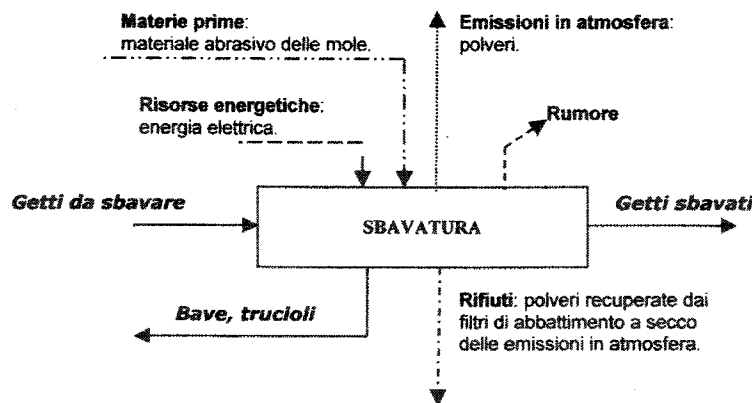 Materie prime:
materiale abrasivo delle mole.
Emissioni in atmosfera:
polveri.
Risorse energetiche:
energia elettrica.
Rumore
Getti da sbavare
SBAVATURA
Getti sbavati
Bave, trucioli
Rifiuti: polveri recuperate dai
filtri di abbattimento a secco
delle emissioni in atmosfera.